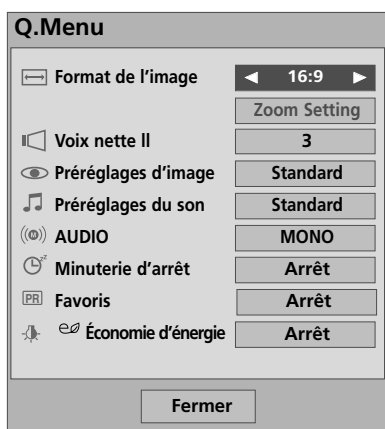 Q.Menu
Format de l'image ◄ 16:9 ►
Zoom Setting
Voix nette ll 3
Préréglages d'image Standard
Préréglages du son Standard
AUDIO MONO
Minuterie d'arrêt Arrêt
PR Favoris Arrêt
Économie d'énergie Arrêt
Fermer